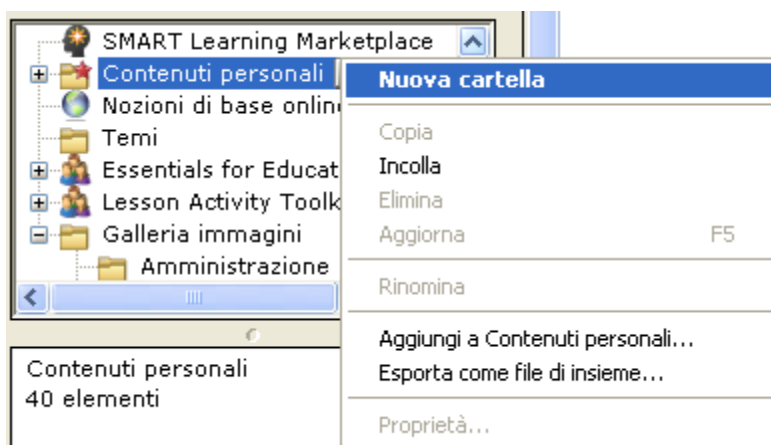 SMART Learning Marketplace
Contenuti personali
Nozioni di base onlin
Temi
Essentials for Educat
Lesson Activity Toolk
Galleria immagini
Amministrazione
Contenuti personali
40 elementi
Nuova cartella
Copia
Incolla
Elimina
Aggiorna F5
Rinomina
Aggiungi a Contenuti personali...
Esporta come file di insieme...
Proprietà...